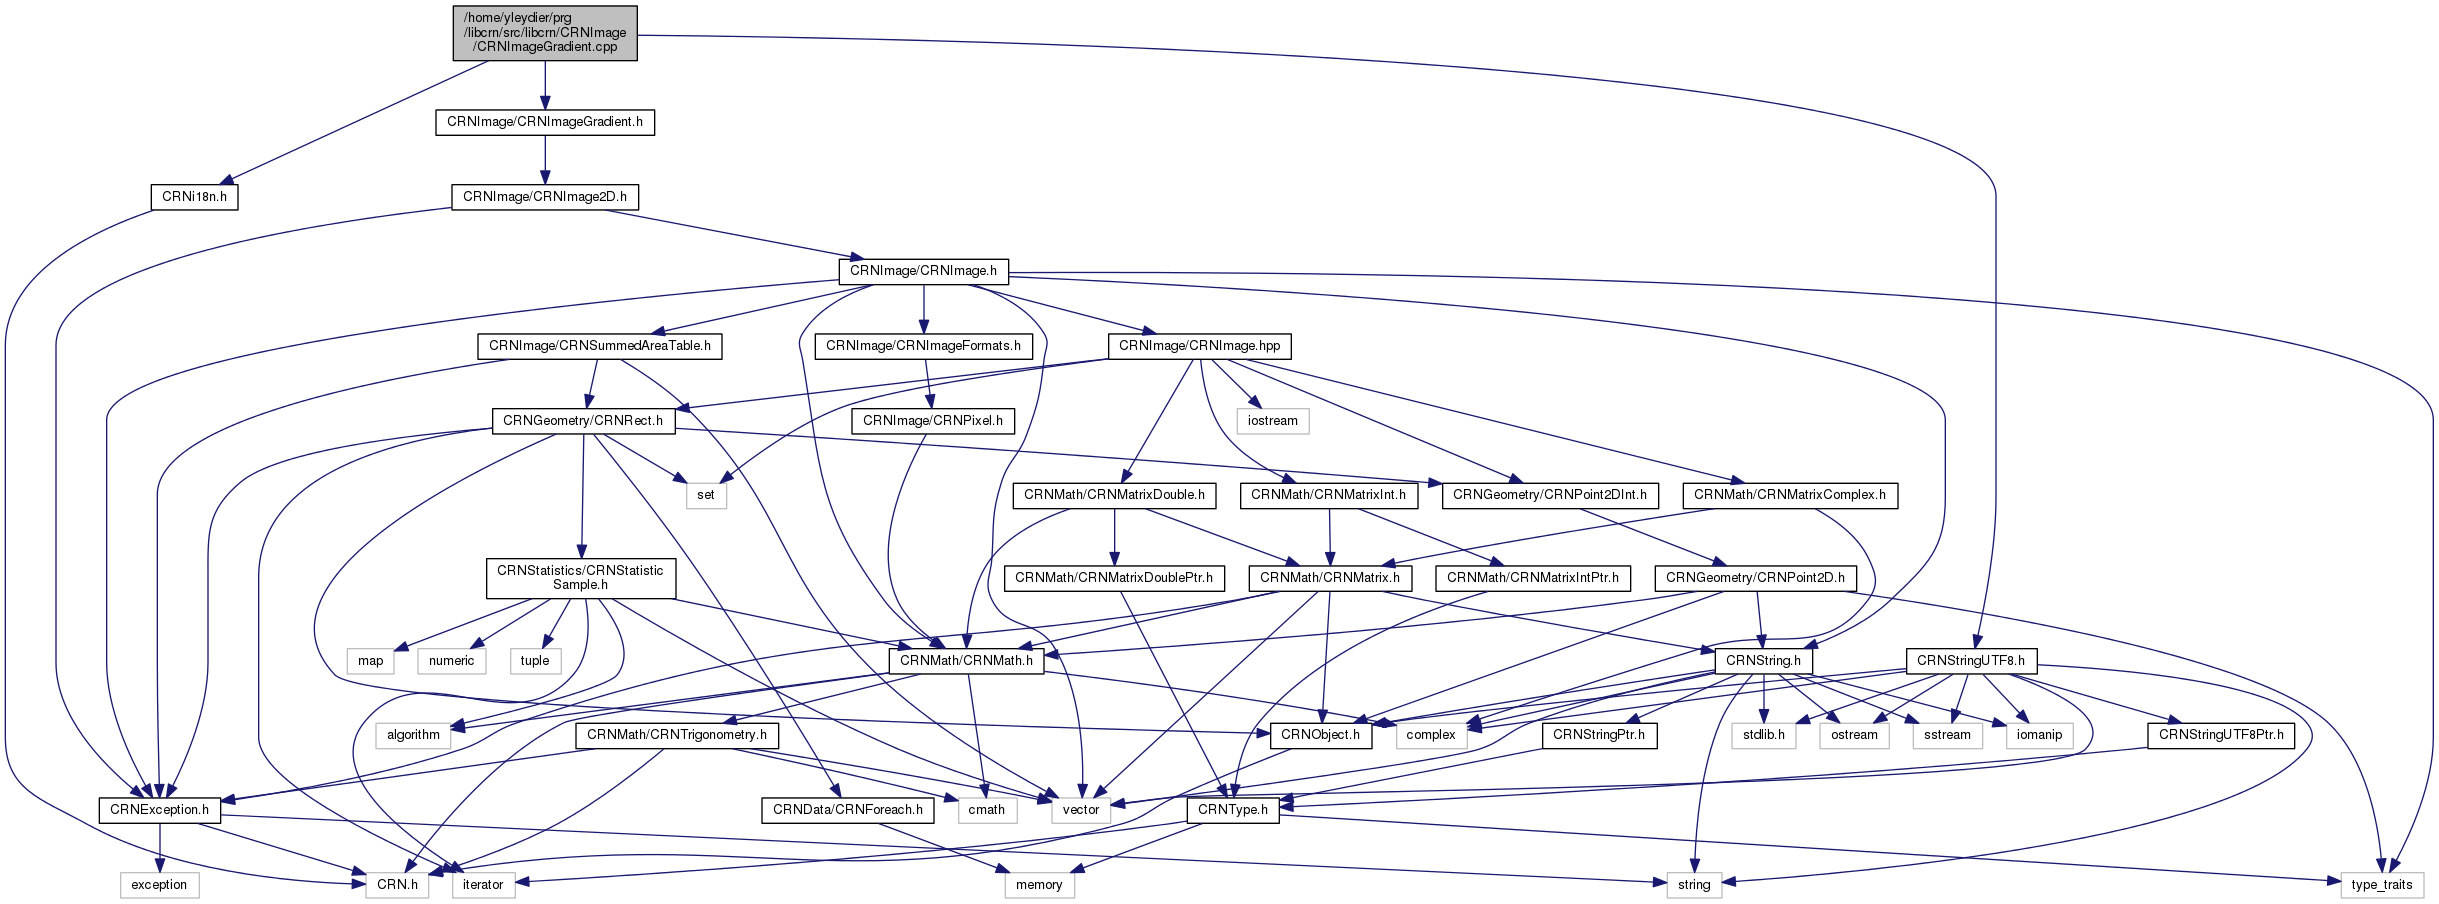 /home/yleydier/prg
/libcrn/src/libcrn/CRNImage
/CRNImageGradient.cpp
CRNImage/CRNImageGradient.h
CRNi18n.h
CRNImage/CRNImage2D.h
CRNImage/CRNImage.h
CRNImage/CRNSummedAreaTable.h
CRNImage/CRNImageFormats.h
CRNImage/CRNImage.hpp
CRNGeometry/CRNRect.h
CRNImage/CRNPixel.h
iostream
set
CRNMath/CRNMatrixDouble.h
CRNMath/CRNMatrixInt.h
CRNGeometry/CRNPoint2DInt.h
CRNMath/CRNMatrixComplex.h
CRNStatistics/CRNStatistic
Sample.h
CRNMath/CRNMatrixDoublePtr.h
CRNMath/CRNMatrix.h
CRNMath/CRNMatrixIntPtr.h
CRNGeometry/CRNPoint2D.h
map
numeric
tuple
CRNMath/CRNMath.h
CRNString.h
CRNStringUTF8.h
algorithm
CRNMath/CRNTrigonometry.h
CRNObject.h
complex
CRNStringPtr.h
stdlib.h
ostream
sstream
iomanip
CRNStringUTF8Ptr.h
CRNException.h
CRNData/CRNForeach.h
cmath
vector
CRNType.h
exception
CRN.h
iterator
memory
string
type_traits